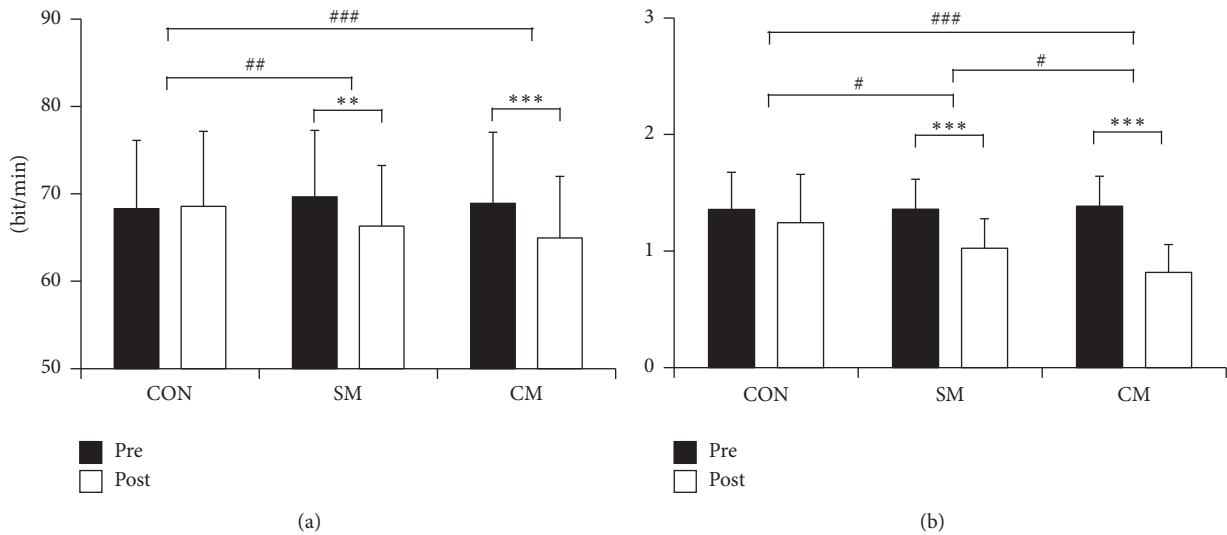 90
80
70
60
50
(bit/min)
###
##
**
***
CON
SM
CM
Pre
Post
(a)
3
2
1
0
###
#
#
***
***
CON
SM
CM
Pre
Post
(b)